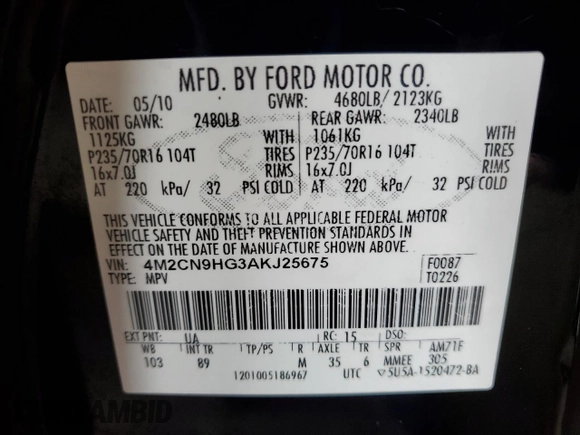 MFD. BY FORD MOTOR CO.
DATE: 05/10 GVWR: 4680LB/ 2123KG
FRONT GAWR: 2480LB REAR GAWR: 2340LB
1125KG WITH 1061KG WITH
P235/70R16 104T TIRES P235/70R16 104T TIRES
16x7.0J RIMS 16x7.0J RIMS
AT 220 kPa/ 32 PSI COLD AT 220 kPa/ 32 PSI COLD
THIS VEHICLE CONFORMS TO ALL APPLICABLE FEDERAL MOTOR
VEHICLE SAFETY AND THEFT PREVENTION STANDARDS IN
EFFECT ON THE DATE OF MANUFACTURE SHOWN ABOVE.
VIN: 4M2CN9HG3AKJ25675 F0087
TYPE: MPV T0226
EXT PNT: UA RC: 15 DSO:
WB INT TR TP/PS R AXLE TR SPR AM71F
103 89 M 35 6 MMEE 305
1201005186967 UTC 5U5A-1520472-BA